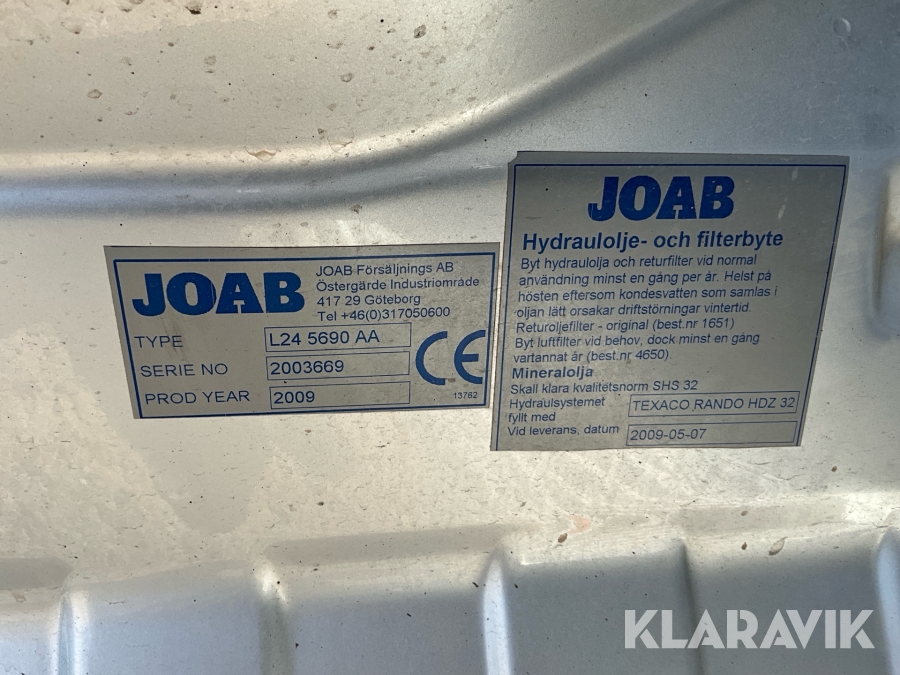 JOAB
JOAB Försäljnings AB
Östergärde Industriområde
417 29 Göteborg
Tel +46(0)317050600
TYPE L24 5690 AA
SERIE NO 2003669
PROD YEAR 2009
CE
13762
JOAB
Hydraulolje- och filterbyte
Byt hydraulolja och returfilter vid normal
användning minst en gång per år. Helst på
hösten eftersom kondesvatten som samlas i
oljan lätt orsakar driftstörningar vintertid.
Returoljefilter - original (best.nr 1651)
Byt luftfilter vid behov, dock minst en gång
vartannat år (best.nr 4650).
Mineralolja
Skall klara kvalitetsnorm SHS 32
Hydraulsystemet
fyllt med TEXACO RANDO HDZ 32
Vid leverans, datum 2009-05-07
KLARAVIK